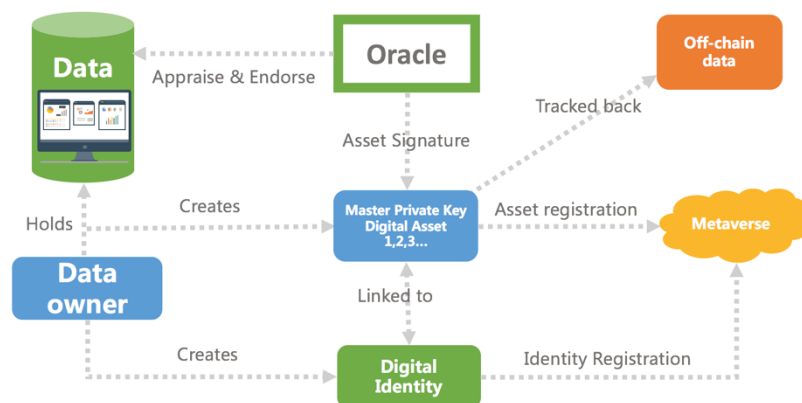 Data
Appraise & Endorse
Oracle
Off-chain
data
Tracked back
Asset Signature
Holds
Creates
Master Private Key
Digital Asset
1,2,3...
Asset registration
Metaverse
Data
owner
Linked to
Creates
Digital
Identity
Identity Registration